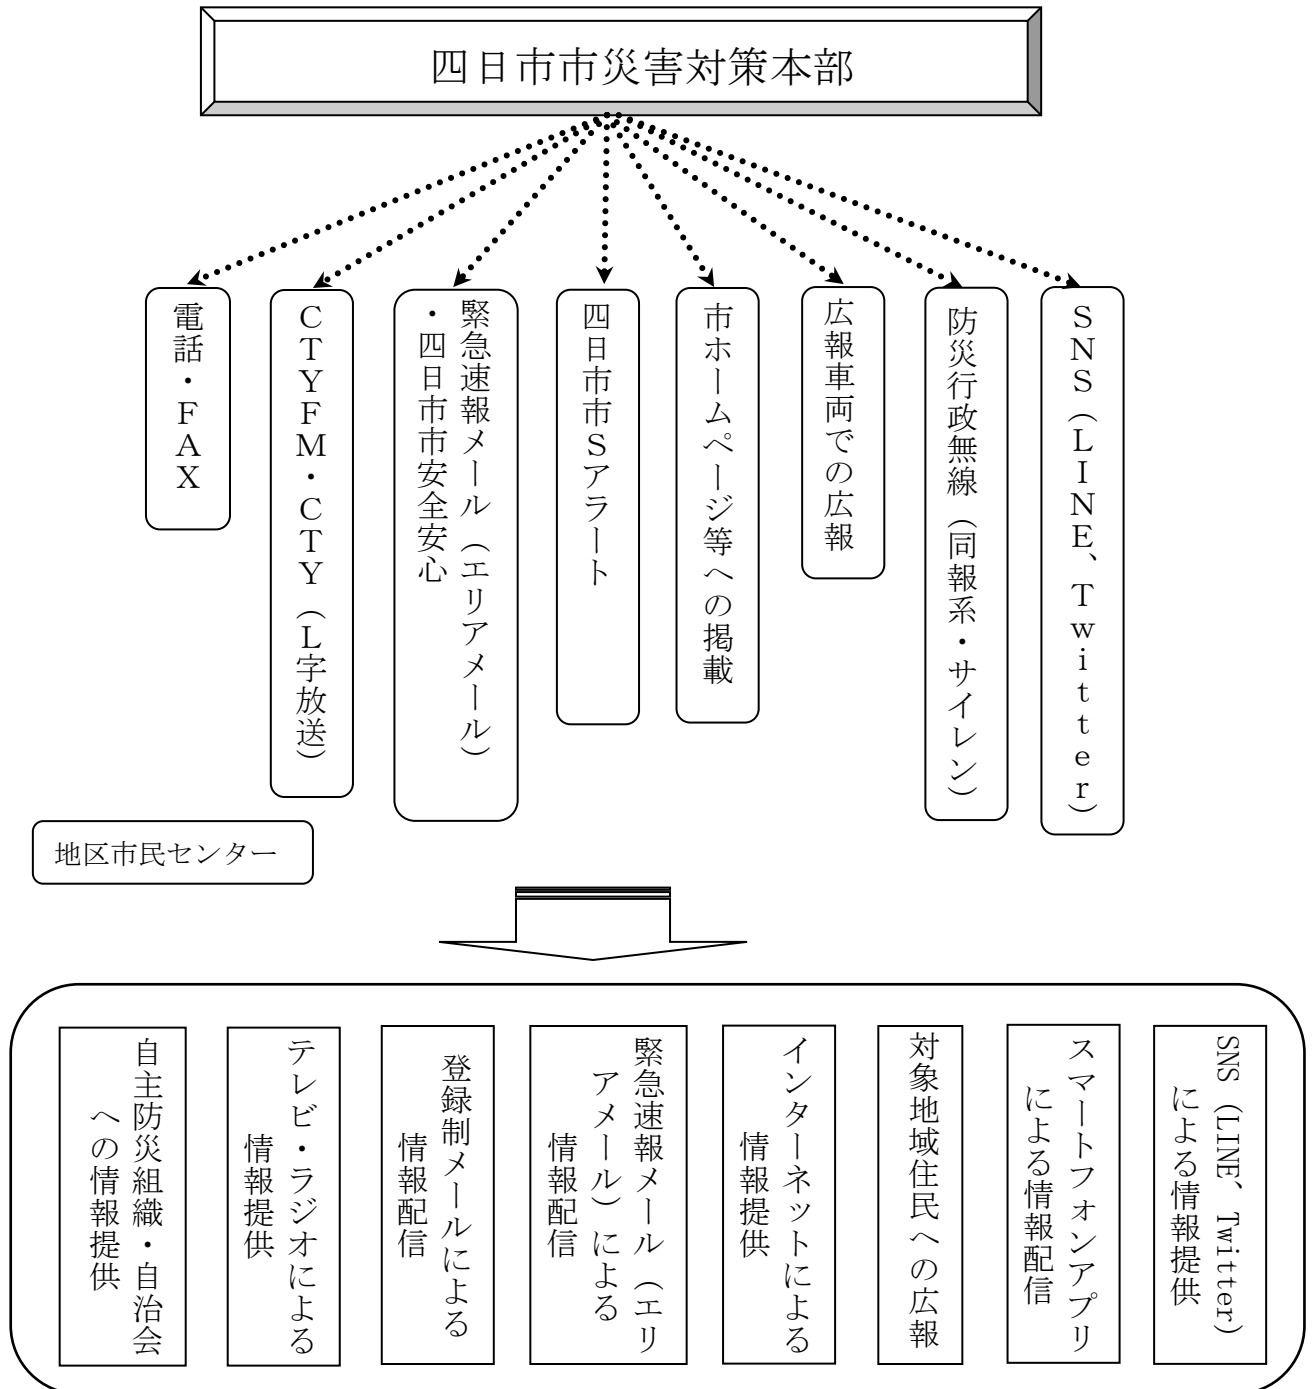 四日市市災害対策本部
電話・ＦＡＸ
ＣＴＹＦＭ・ＣＴＹ（Ｌ字放送）
緊急速報メール（エリアメール）
・四日市市安全安心
四日市市Ｓアラート
市ホームページ等への掲載
広報車両での広報
防災行政無線（同報系・サイレン）
ＳＮＳ（ＬＩＮＥ、Ｔｗｉｔｔｅｒ）
地区市民センター
自主防災組織・自治会
への情報提供
テレビ・ラジオによる
情報提供
登録制メールによる
情報配信
緊急速報メール（エリ
アメール）による
情報配信
インターネットによる
情報提供
対象地域住民への広報
スマートフォンアプリ
による情報配信
SNS（LINE、Twitter）
による情報提供